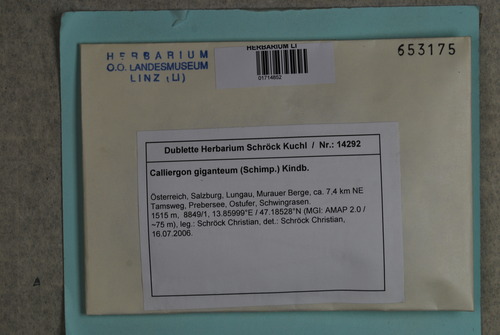 HERBARIUM
O.Ö. LANDESMUSEUM
LINZ (LI)
HERBARIUM LI
01714652
653175
Dublette Herbarium Schröck Kuchl / Nr.: 14292
Calliergon giganteum (Schimp.) Kindb.
Österreich, Salzburg, Lungau, Murauer Berge, ca. 7,4 km NE
Tamsweg, Prebersee, Ostufer, Schwingrasen.
1515 m, 8849/1, 13.85999°E / 47.18528°N (MGI: AMAP 2.0 /
~75 m), leg.: Schröck Christian, det.: Schröck Christian,
16.07.2006.